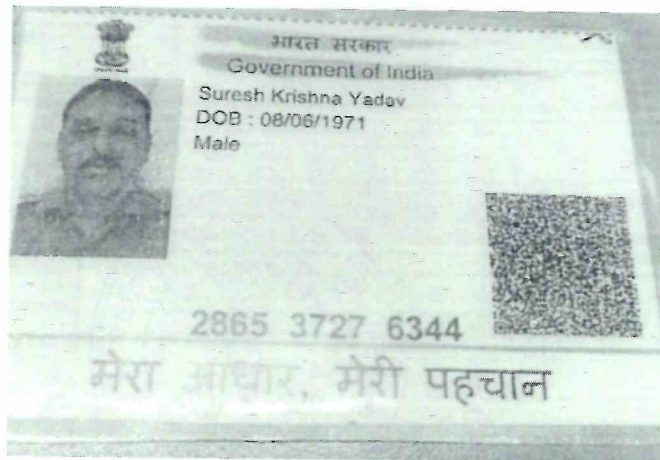 भारत सरकार
Government of India
Suresh Krishna Yadav
DOB : 08/06/1971
Male
2865 3727 6344
मेरा आधार, मेरी पहचान